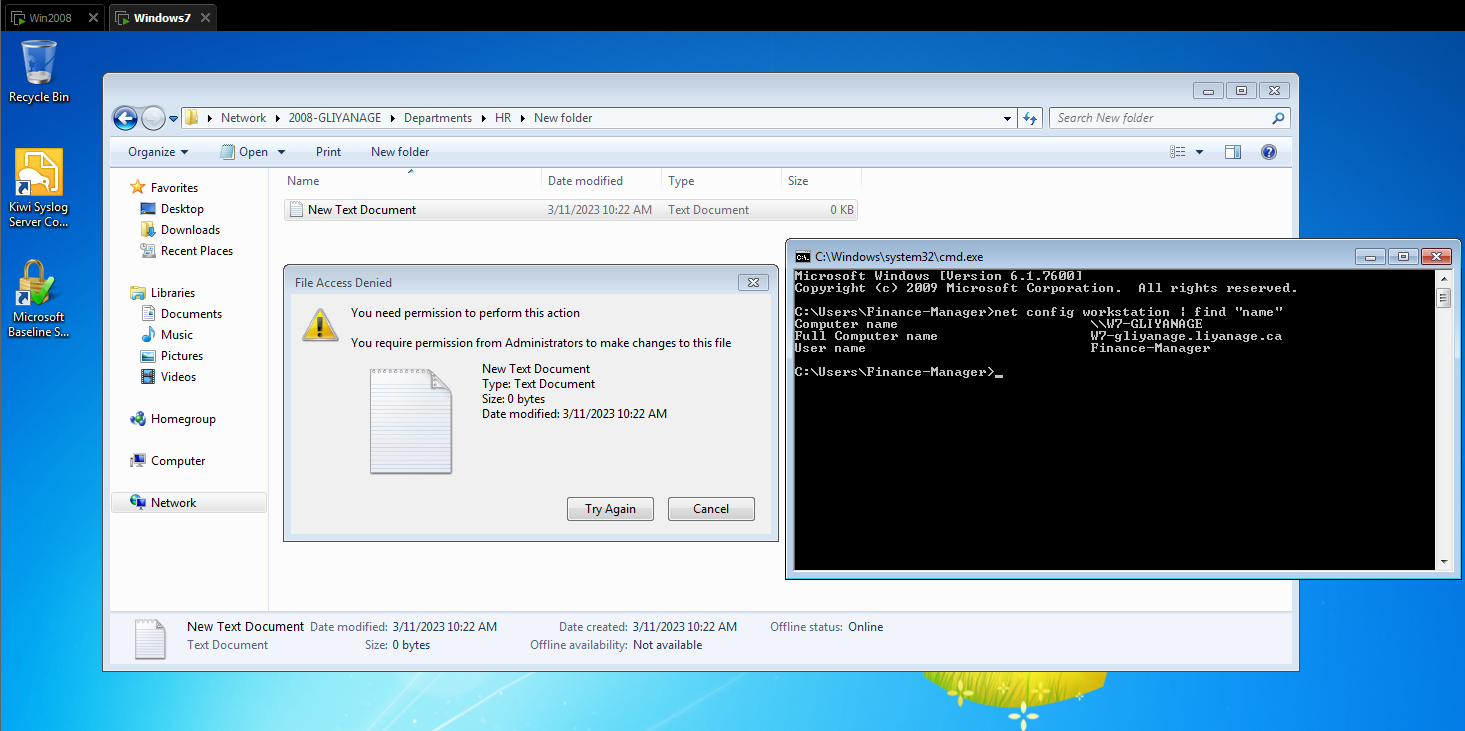 Win2008
Windows7
Recycle Bin
Kiwi Syslog
Server Co...
Microsoft
Baseline S...
Network 2008-GLIYANAGE Departments HR New folder
Search New folder
Organize Open Print New folder
Name Date modified Type Size
New Text Document 3/11/2023 10:22 AM Text Document 0 KB
Favorites
Desktop
Downloads
Recent Places
Libraries
Documents
Music
Pictures
Videos
Homegroup
Computer
Network
File Access Denied
You need permission to perform this action
You require permission from Administrators to make changes to this file
New Text Document
Type: Text Document
Size: 0 bytes
Date modified: 3/11/2023 10:22 AM
Try Again Cancel
C:\Windows\system32\cmd.exe
Microsoft Windows [Version 6.1.7600]
Copyright (c) 2009 Microsoft Corporation. All rights reserved.
C:\Users\Finance-Manager>net config workstation | find "name"
Computer name \\W7-GLIYANAGE
Full Computer name W7-gliyanage.liyanage.ca
User name Finance-Manager
C:\Users\Finance-Manager>_
New Text Document Date modified: 3/11/2023 10:22 AM Date created: 3/11/2023 10:22 AM Offline status: Online
Text Document Size: 0 bytes Offline availability: Not available